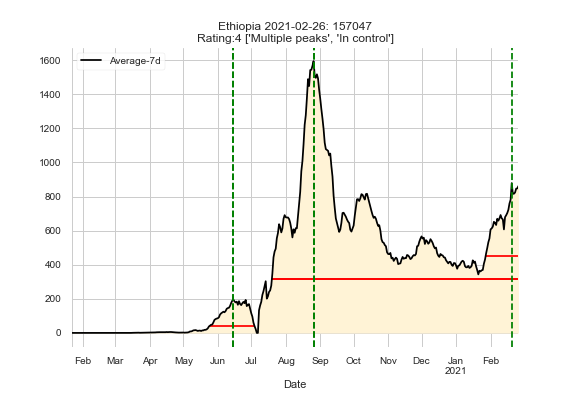 Ethiopia 2021-02-26: 157047
Rating:4 ['Multiple peaks', 'In control']
Average-7d
1600
1400
1200
1000
800
600
400
200
0
Feb Mar Apr May Jun Jul Aug Sep Oct Nov Dec Jan Feb
2021
Date